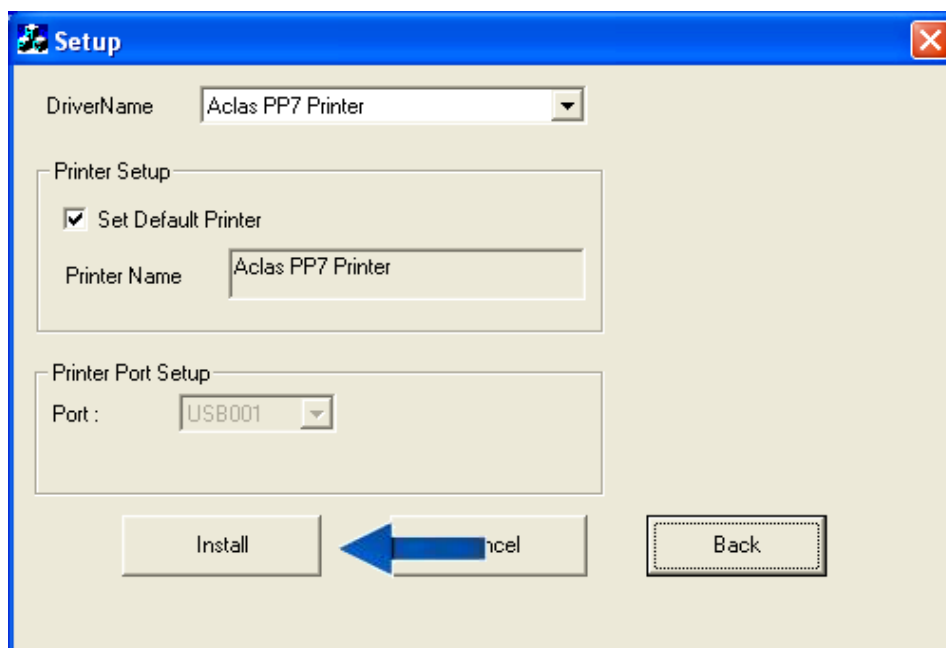 Setup
DriverName Aclas PP7 Printer
Printer Setup
Set Default Printer
Printer Name Aclas PP7 Printer
Printer Port Setup
Port : USB001
Install Back